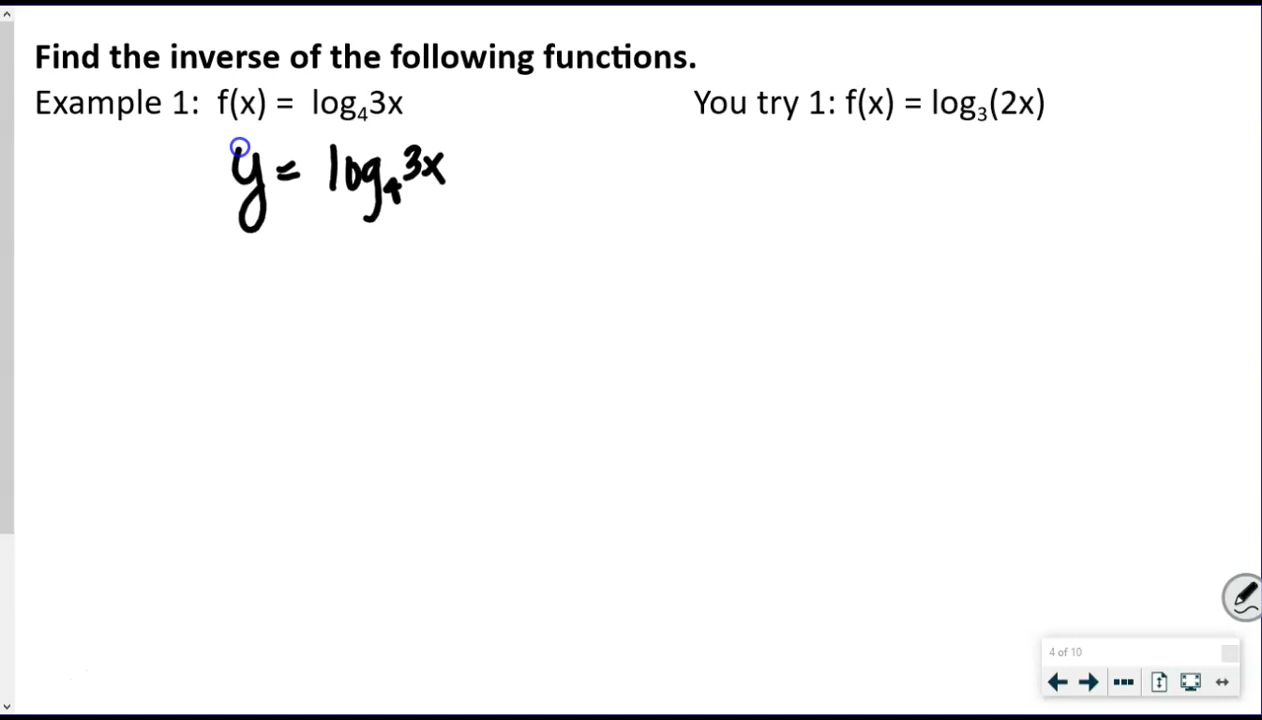 Find the inverse of the following functions.
Example 1: f(x) = log₄3x
You try 1: f(x) = log₃(2x)
y = log₄3x
4 of 10